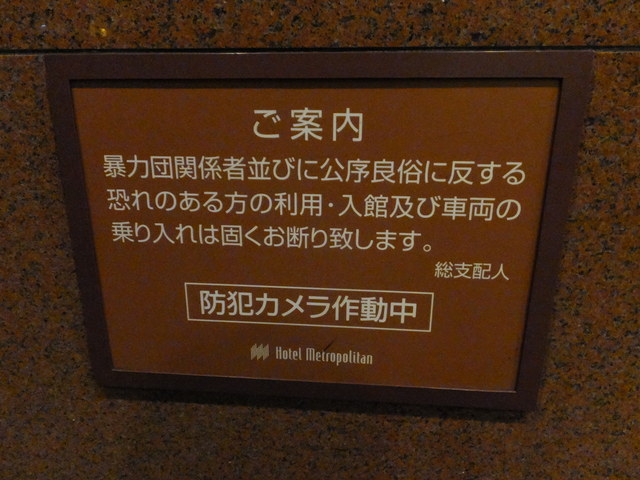 ご案内
暴力団関係者並びに公序良俗に反する
恐れのある方の利用・入館及び車両の
乗り入れは固くお断り致します。
総支配人
防犯カメラ作動中
Hotel Metropolitan